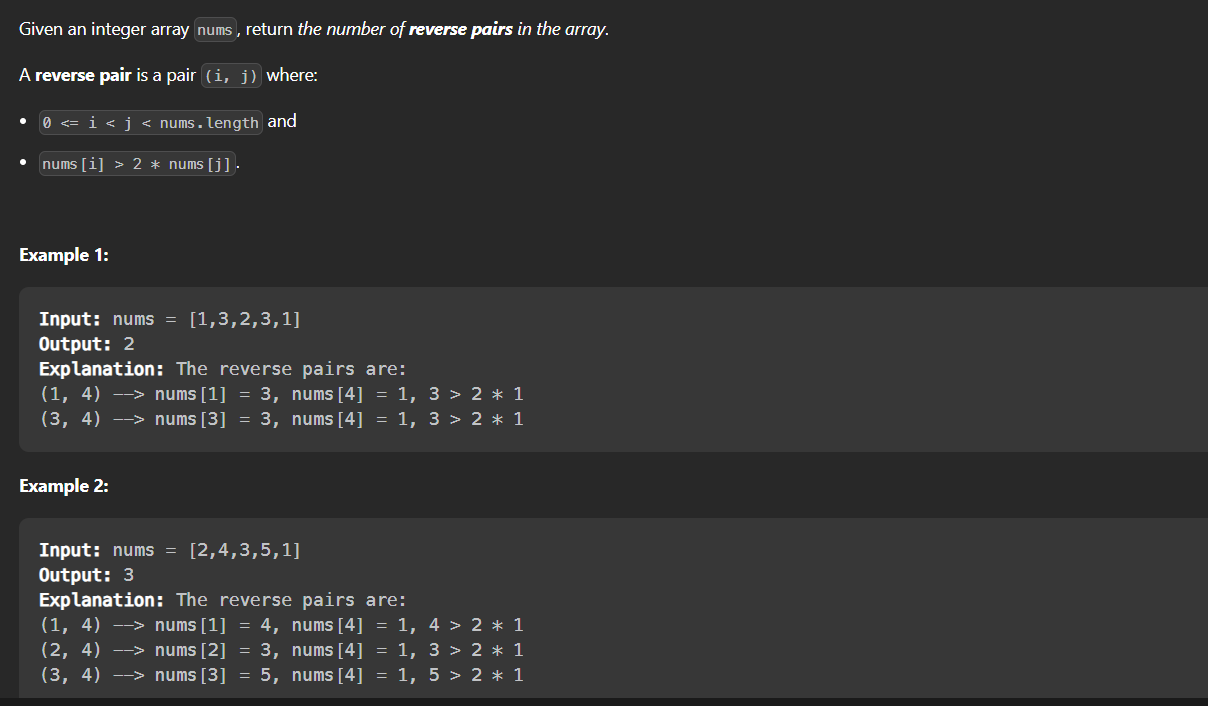 Given an integer array nums, return the number of reverse pairs in the array.
A reverse pair is a pair (i, j) where:
• 0 <= i < j < nums.length and
• nums[i] > 2 * nums[j].
Example 1:
Input: nums = [1,3,2,3,1]
Output: 2
Explanation: The reverse pairs are:
(1, 4) --> nums[1] = 3, nums[4] = 1, 3 > 2 * 1
(3, 4) --> nums[3] = 3, nums[4] = 1, 3 > 2 * 1
Example 2:
Input: nums = [2,4,3,5,1]
Output: 3
Explanation: The reverse pairs are:
(1, 4) --> nums[1] = 4, nums[4] = 1, 4 > 2 * 1
(2, 4) --> nums[2] = 3, nums[4] = 1, 3 > 2 * 1
(3, 4) --> nums[3] = 5, nums[4] = 1, 5 > 2 * 1